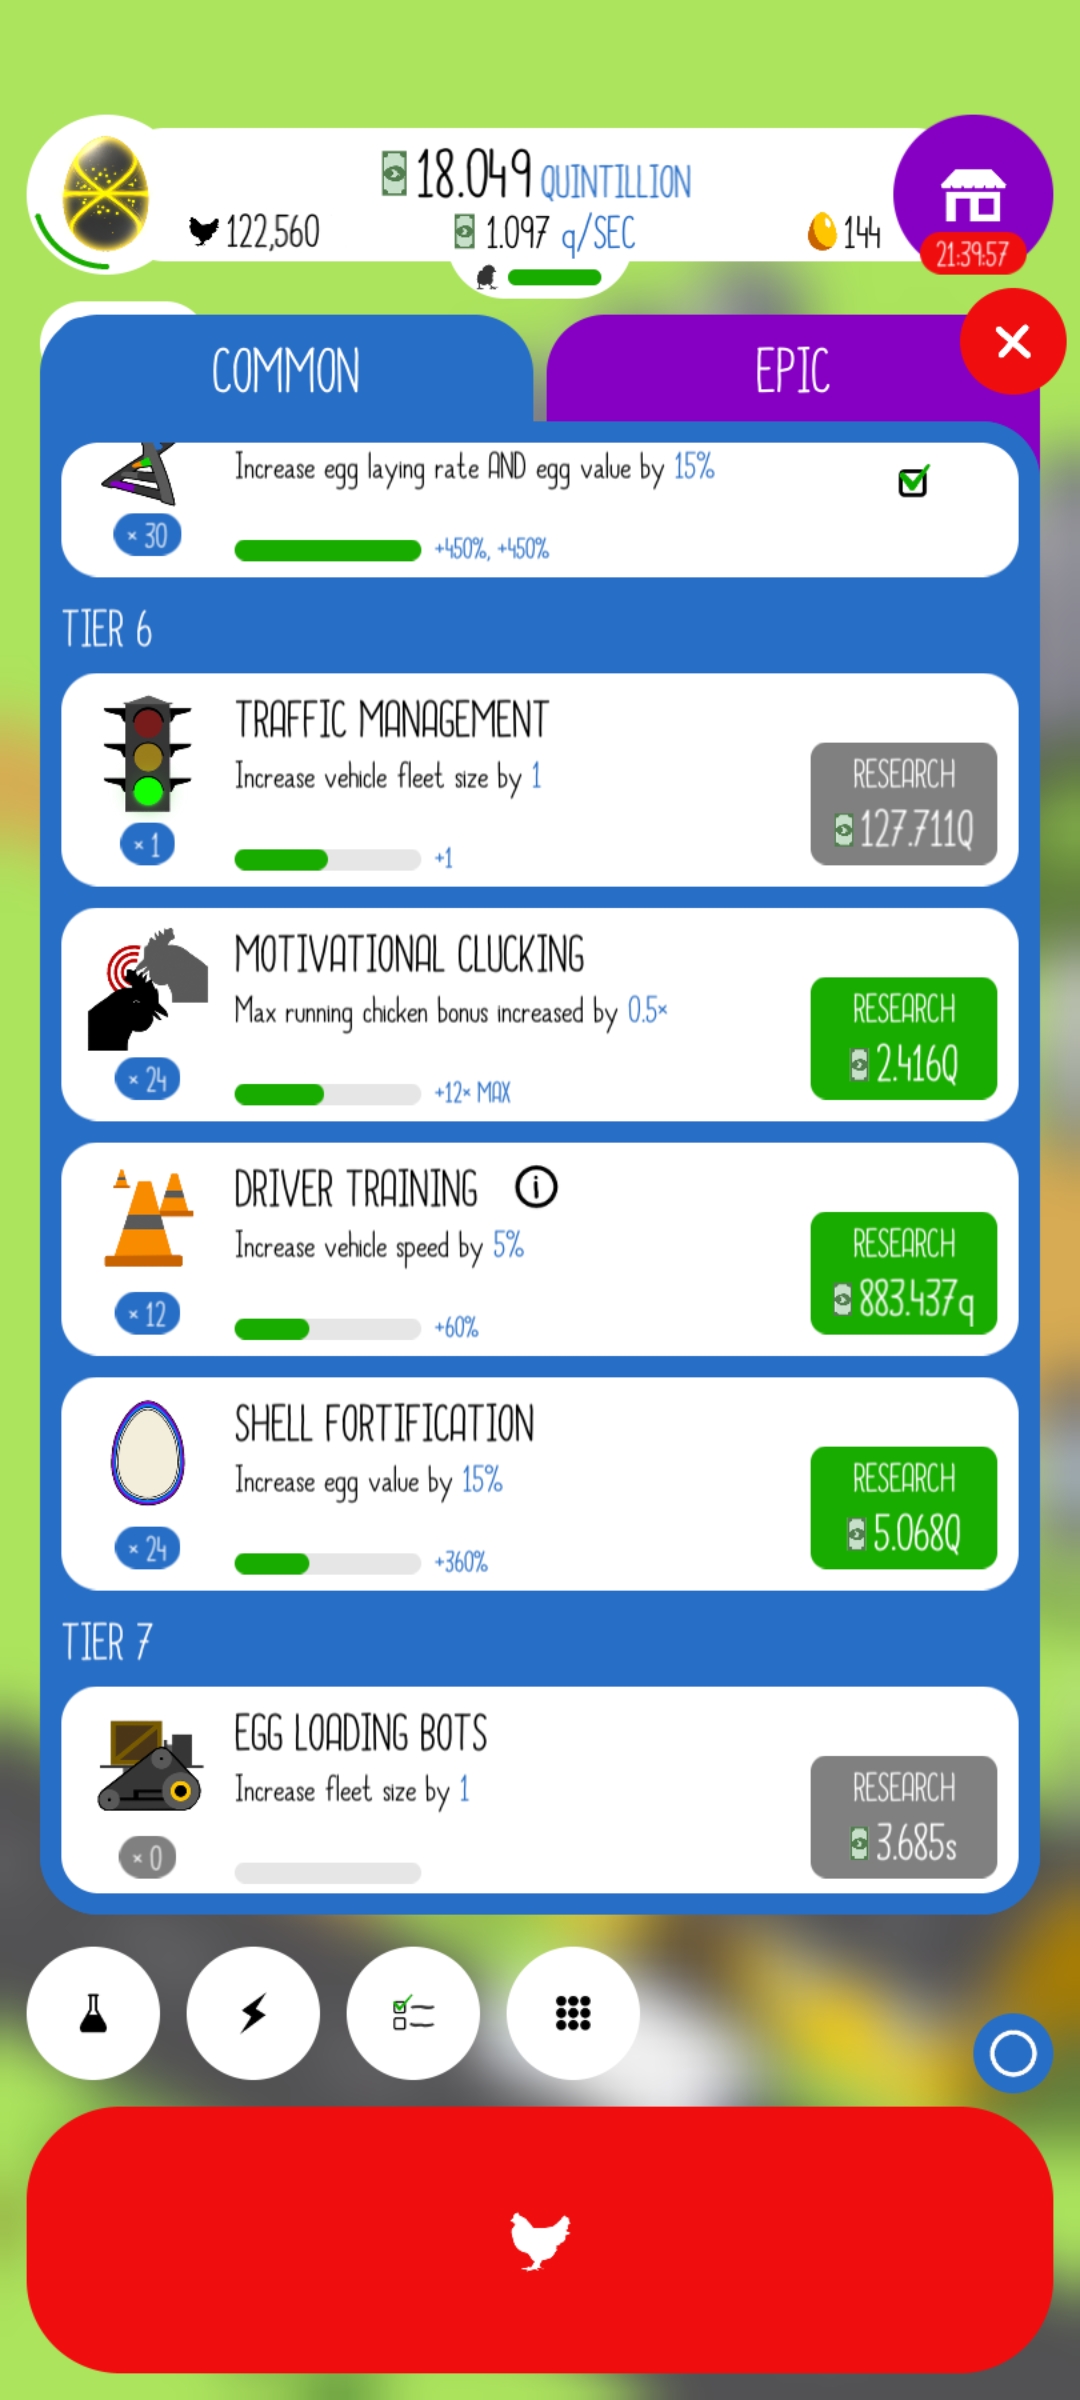 18.049 QUINTILLION
122,560
1.097 q/SEC
144
21:39:57
COMMON
EPIC
Increase egg laying rate AND egg value by 15%
× 30
+450%, +450%
TIER 6
TRAFFIC MANAGEMENT
Increase vehicle fleet size by 1
RESEARCH
127.711Q
× 1
+1
MOTIVATIONAL CLUCKING
Max running chicken bonus increased by 0.5×
RESEARCH
2.416Q
× 24
+12× MAX
DRIVER TRAINING i
Increase vehicle speed by 5%
RESEARCH
883.437q
× 12
+60%
SHELL FORTIFICATION
Increase egg value by 15%
RESEARCH
5.068Q
× 24
+360%
TIER 7
EGG LOADING BOTS
Increase fleet size by 1
RESEARCH
3.685s
× 0